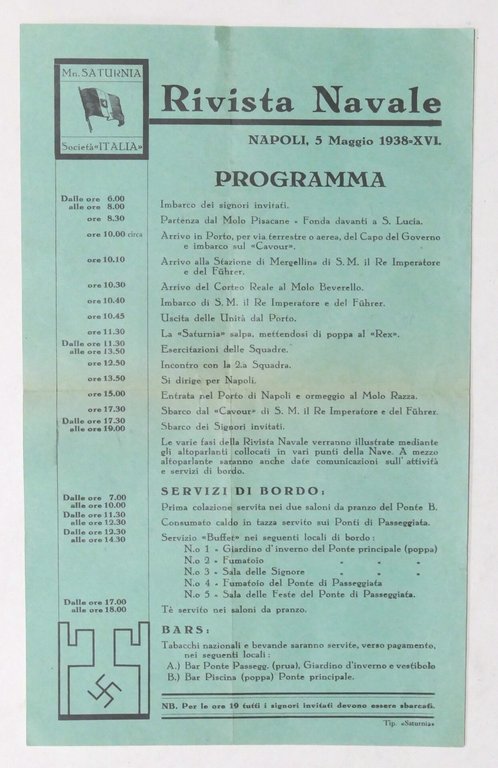 Mn. SATURNIA
Società «ITALIA»
Rivista Navale
NAPOLI, 5 Maggio 1938=XVI.
PROGRAMMA
Dalle ore 6.00
alle ore 8.00 Imbarco dei signori invitati.
ore 8.30 Partenza dal Molo Pisacane - Fonda davanti a S. Lucia.
ore 10.00 circa Arrivo in Porto, per via terrestre o aerea, del Capo del Governo
e imbarco sul «Cavour».
ore 10.10 Arrivo alla Stazione di Mergellina di S. M. il Re Imperatore
e del Führer.
ore 10.30 Arrivo del Corteo Reale al Molo Beverello.
ore 10.40 Imbarco di S. M. il Re Imperatore e del Führer.
ore 10.45 Uscita delle Unità dal Porto.
ore 11.30 La «Saturnia» salpa, mettendosi di poppa al «Rex».
Dalle ore 11.30
alle ore 13.50 Esercitazioni delle Squadre.
ore 12.50 Incontro con la 2.a Squadra.
ore 13.50 Si dirige per Napoli.
ore 15.00 Entrata nel Porto di Napoli e ormeggio al Molo Razza.
ore 17.30 Sbarco dal «Cavour» di S. M. il Re Imperatore e del Führer.
Dalle ore 17.30
alle ore 19.00 Sbarco dei Signori invitati.
Le varie fasi della Rivista Navale verranno illustrate mediante
gli altoparlanti collocati in vari punti della Nave. A mezzo
altoparlante saranno anche date comunicazioni sull'attività
e servizi di bordo.
SERVIZI DI BORDO:
Dalle ore 7.00
alle ore 10.00 Prima colazione servita nei due saloni da pranzo del Ponte B.
Dalle ore 11.30
alle ore 12.30 Consumato caldo in tazza servito sui Ponti di Passeggiata.
Dalle ore 12.30
alle ore 14.30 Servizio «Buffet» nei seguenti locali di bordo:
N.o 1 - Giardino d'inverno del Ponte principale (poppa)
N.o 2 - Fumatoio " " "
N.o 3 - Sala delle Signore " " "
N.o 4 - Fumatoio del Ponte di Passeggiata
N.o 5 - Sala delle Feste del Ponte di Passeggiata.
Dalle ore 17.00
alle ore 18.00 Tè servito nei saloni da pranzo.
BARS:
Tabacchi nazionali e bevande saranno servite, verso pagamento,
nei seguenti locali:
A.) Bar Ponte Passegg. (prua), Giardino d'inverno e vestibolo
B.) Bar Piscina (poppa) Ponte principale.
NB. Per le ore 19 tutti i signori invitati devono essere sbarcati.
Tip. «Saturnia»